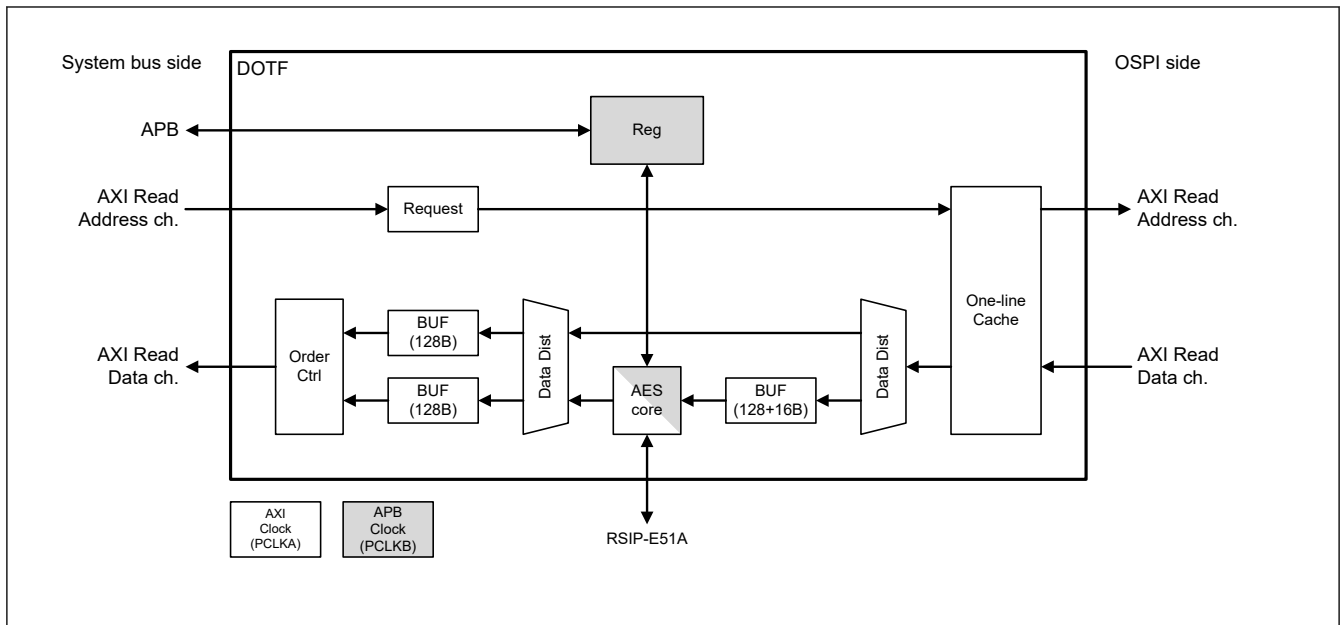 System bus side
DOTF
OSPI side
APB
Reg
AXI Read
Address ch.
Request
AXI Read
Address ch.
One-line
Cache
AXI Read
Data ch.
Order
Ctrl
BUF
(128B)
BUF
(128B)
Data Dist
AES
core
BUF
(128+16B)
Data Dist
AXI Read
Data ch.
AXI
Clock
(PCLKA)
APB
Clock
(PCLKB)
RSIP-E51A